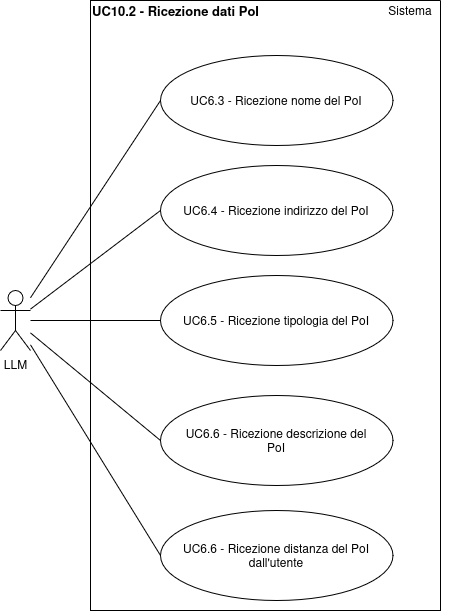 UC10.2 - Ricezione dati PoI
Sistema
UC6.3 - Ricezione nome del PoI
UC6.4 - Ricezione indirizzo del PoI
UC6.5 - Ricezione tipologia del PoI
LLM
UC6.6 - Ricezione descrizione del
PoI
UC6.6 - Ricezione distanza del PoI
dall'utente